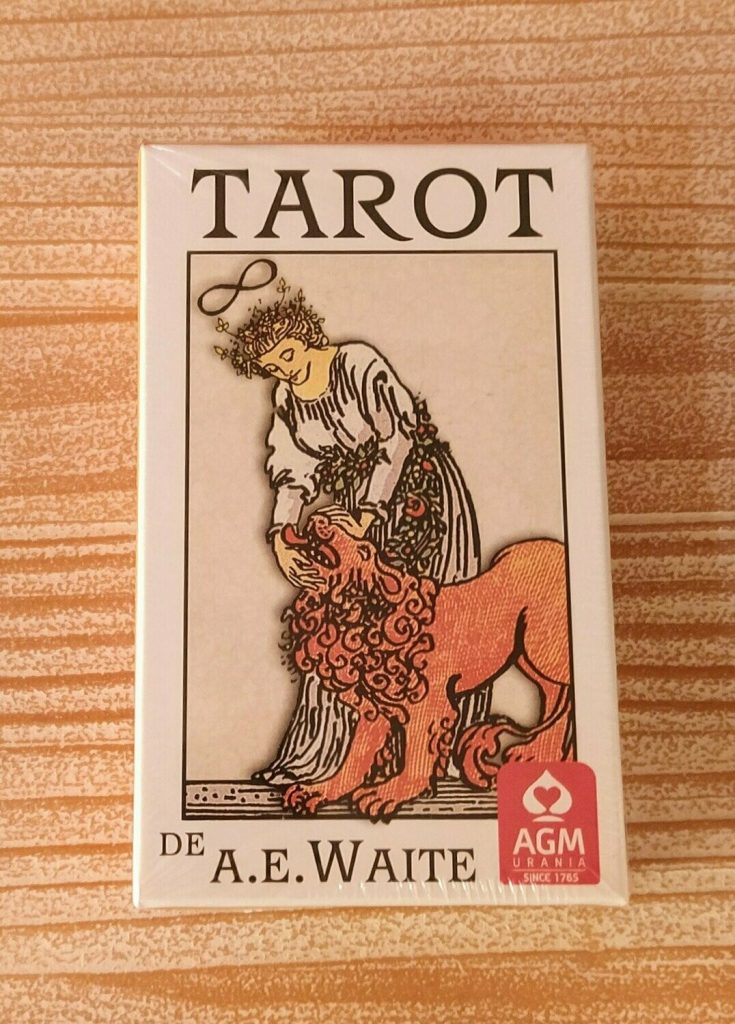 TAROT
DE A.E.WAITE
AGM
URANIA
SINCE 1765